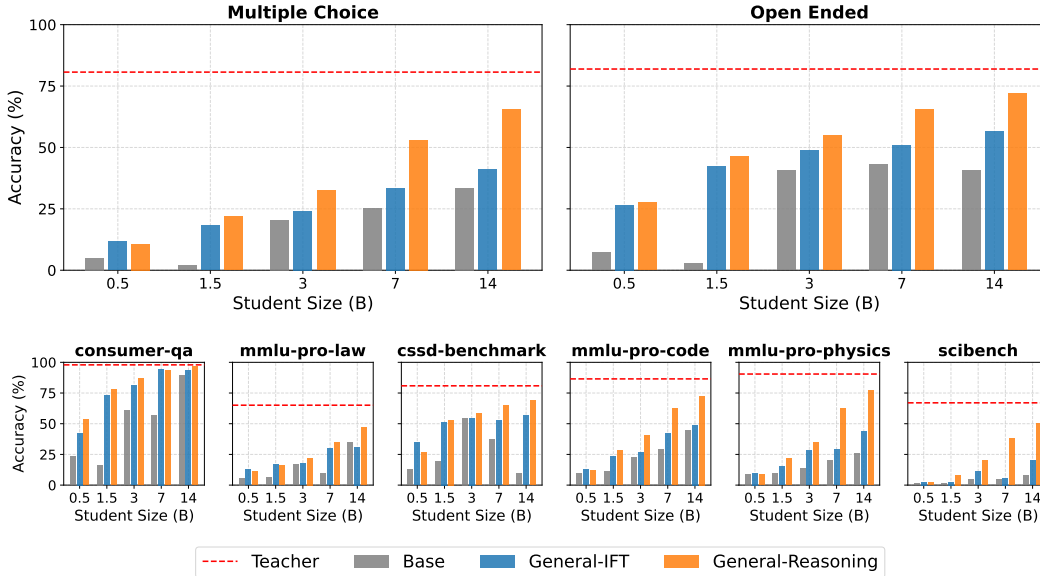 Multiple Choice
Open Ended
100
75
50
25
0
Accuracy (%)
0.5 1.5 3 7 14
Student Size (B)
0.5 1.5 3 7 14
Student Size (B)
consumer-qa
mmlu-pro-law
cssd-benchmark
mmlu-pro-code
mmlu-pro-physics
scibench
100
75
50
25
0
Accuracy (%)
0.5 1.5 3 7 14
Student Size (B)
0.5 1.5 3 7 14
Student Size (B)
0.5 1.5 3 7 14
Student Size (B)
0.5 1.5 3 7 14
Student Size (B)
0.5 1.5 3 7 14
Student Size (B)
0.5 1.5 3 7 14
Student Size (B)
Teacher Base General-IFT General-Reasoning